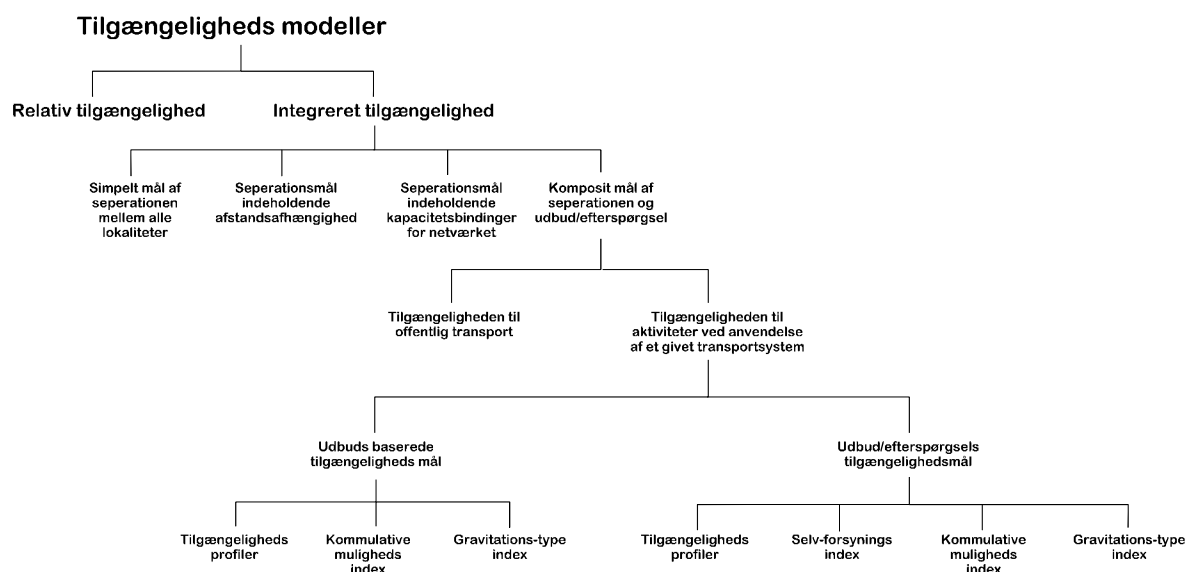 Tilgængeligheds modeller
Relativ tilgængelighed
Integreret tilgængelighed
Simpelt mål af
seperationen
mellem alle
lokaliteter
Seperationsmål
indeholdende
afstandsafhængighed
Seperationsmål
indeholdende
kapacitetsbindinger
for netværket
Komposit mål af
seperationen og
udbud/efterspørgsel
Tilgængeligheden til
offentlig transport
Tilgængeligheden til
aktiviteter ved anvendelse
af et givet transportsystem
Udbuds baserede
tilgængeligheds mål
Udbud/efterspørgsels
tilgængelighedsmål
Tilgængeligheds
profiler
Kommulative
muligheds
index
Gravitations-type
index
Tilgængeligheds
profiler
Selv-forsynings
index
Kommulative
muligheds
index
Gravitations-type
index